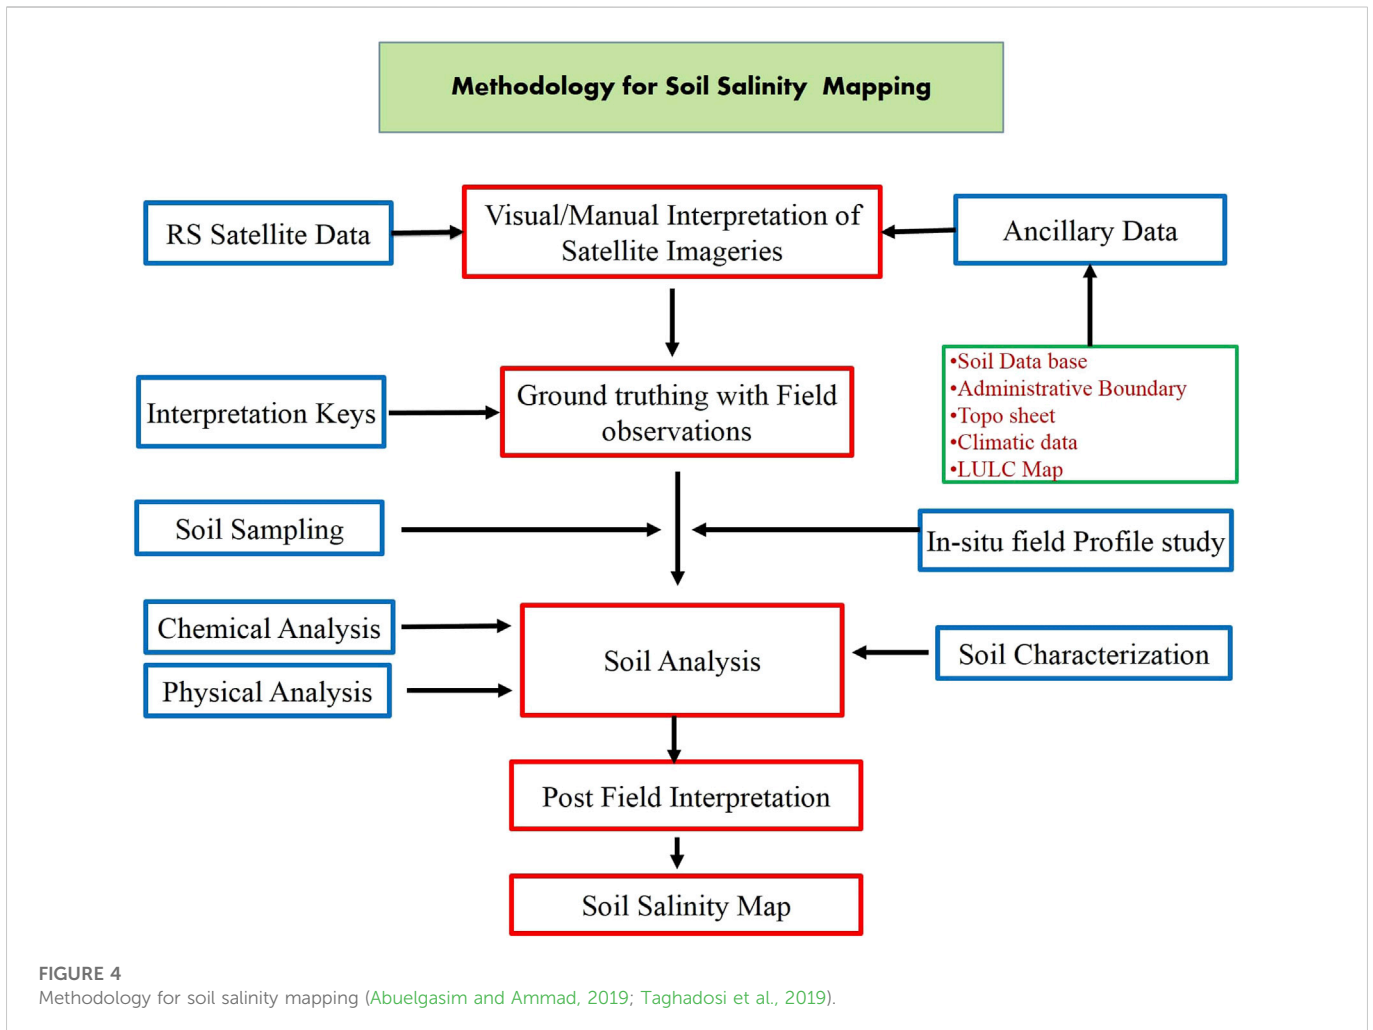 Methodology for Soil Salinity Mapping
RS Satellite Data
Visual/Manual Interpretation of
Satellite Imageries
Ancillary Data
•Soil Data base
•Administrative Boundary
•Topo sheet
•Climatic data
•LULC Map
Interpretation Keys
Ground truthing with Field
observations
Soil Sampling
In-situ field Profile study
Chemical Analysis
Physical Analysis
Soil Analysis
Soil Characterization
Post Field Interpretation
Soil Salinity Map
FIGURE 4
Methodology for soil salinity mapping (Abuelgasim and Ammad, 2019; Taghadosi et al., 2019).